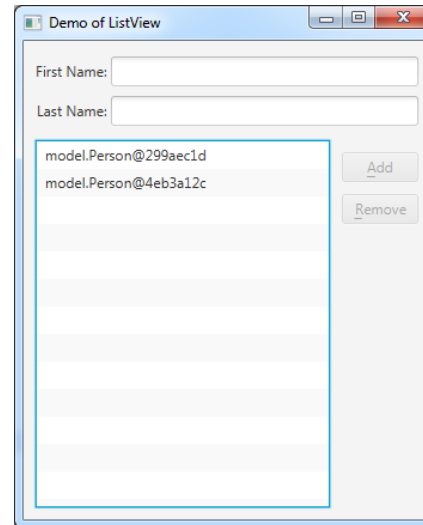 Demo of ListView
First Name:
Last Name:
model.Person@299aec1d
model.Person@4eb3a12c
Add
Remove